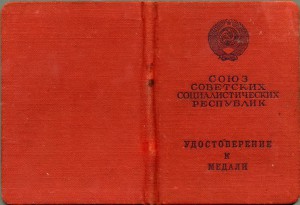 СОЮЗ
СОВЕТСКИХ
СОЦИАЛИСТИЧЕСКИХ
РЕСПУБЛИК
УДОСТОВЕРЕНИЕ
К
МЕДАЛИ